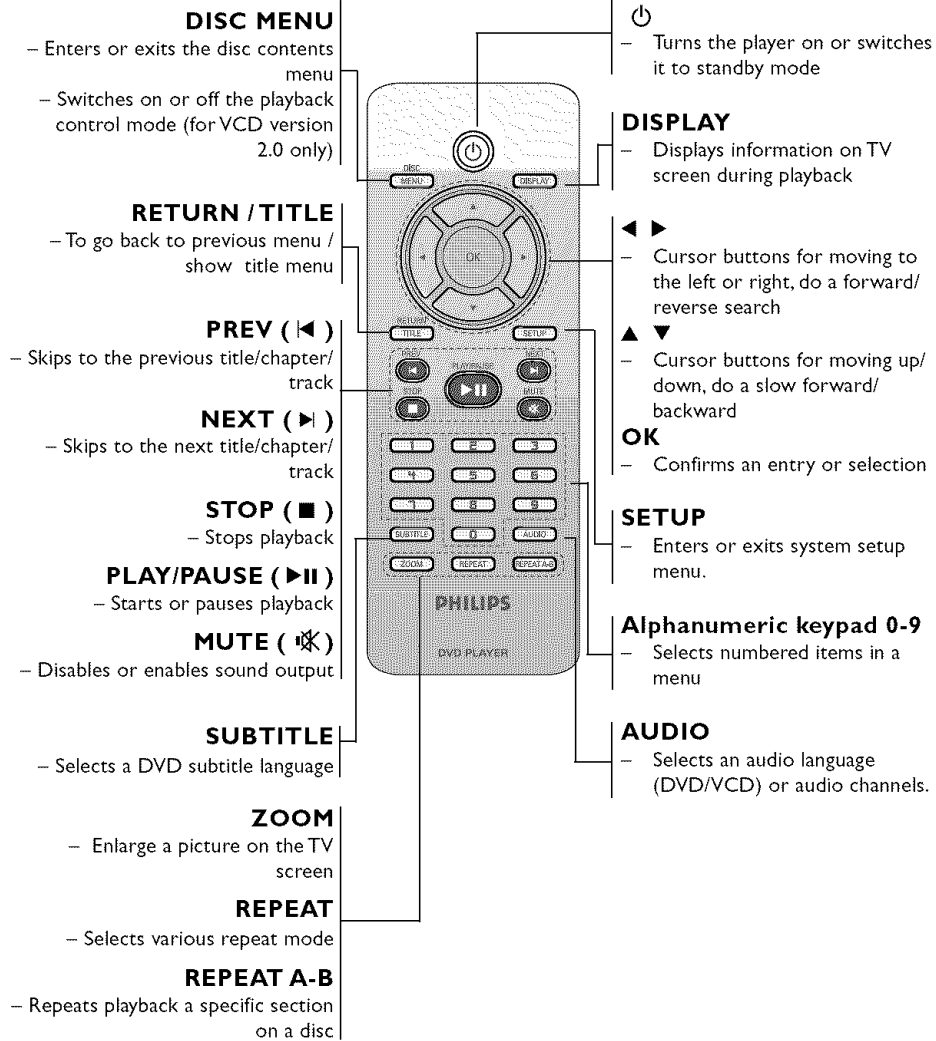 DISC MENU
– Enters or exits the disc contents
menu
– Switches on or off the playback
control mode (for VCD version
2.0 only)
RETURN / TITLE
– To go back to previous menu /
show title menu
PREV ( |◀ )
– Skips to the previous title/chapter/
track
NEXT ( ▶| )
– Skips to the next title/chapter/
track
STOP ( ■ )
– Stops playback
PLAY/PAUSE ( ▶II )
– Starts or pauses playback
MUTE ( 🔇 )
– Disables or enables sound output
SUBTITLE
– Selects a DVD subtitle language
ZOOM
– Enlarge a picture on the TV
screen
REPEAT
– Selects various repeat mode
REPEAT A-B
– Repeats playback a specific section
on a disc
DISC
MENU
DISPLAY
OK
RETURN
TITLE
SETUP
PREV
PLAY/PAUSE
NEXT
STOP
MUTE
1 2 3
4 5 6
7 8 9
SUBTITLE 0 AUDIO
ZOOM REPEAT REPEAT A-B
PHILIPS
DVD PLAYER
⏻
– Turns the player on or switches
it to standby mode
DISPLAY
– Displays information on TV
screen during playback
◀ ▶
– Cursor buttons for moving to
the left or right, do a forward/
reverse search
▲ ▼
– Cursor buttons for moving up/
down, do a slow forward/
backward
OK
– Confirms an entry or selection
SETUP
– Enters or exits system setup
menu.
Alphanumeric keypad 0-9
– Selects numbered items in a
menu
AUDIO
– Selects an audio language
(DVD/VCD) or audio channels.